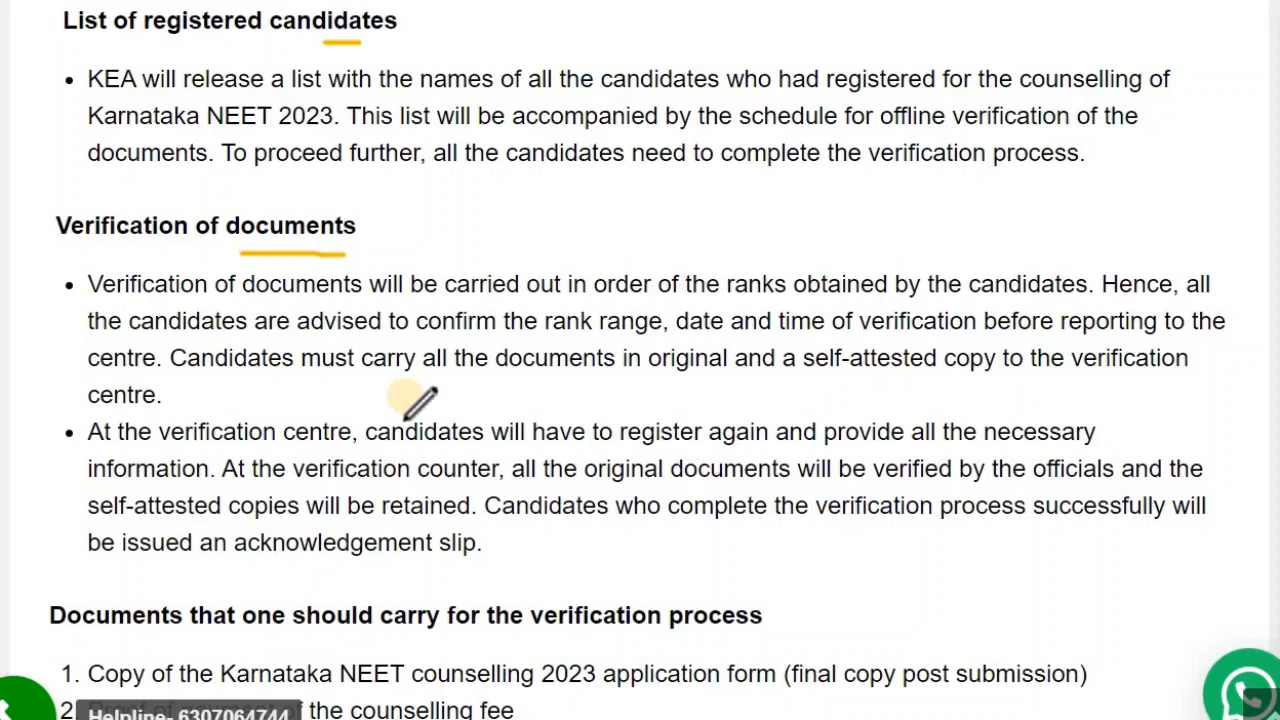 List of registered candidates
• KEA will release a list with the names of all the candidates who had registered for the counselling of
Karnataka NEET 2023. This list will be accompanied by the schedule for offline verification of the
documents. To proceed further, all the candidates need to complete the verification process.
Verification of documents
• Verification of documents will be carried out in order of the ranks obtained by the candidates. Hence, all
the candidates are advised to confirm the rank range, date and time of verification before reporting to the
centre. Candidates must carry all the documents in original and a self-attested copy to the verification
centre.
• At the verification centre, candidates will have to register again and provide all the necessary
information. At the verification counter, all the original documents will be verified by the officials and the
self-attested copies will be retained. Candidates who complete the verification process successfully will
be issued an acknowledgement slip.
Documents that one should carry for the verification process
1. Copy of the Karnataka NEET counselling 2023 application form (final copy post submission)
2. Proof of payment of the counselling fee
Helpline- 6307064744